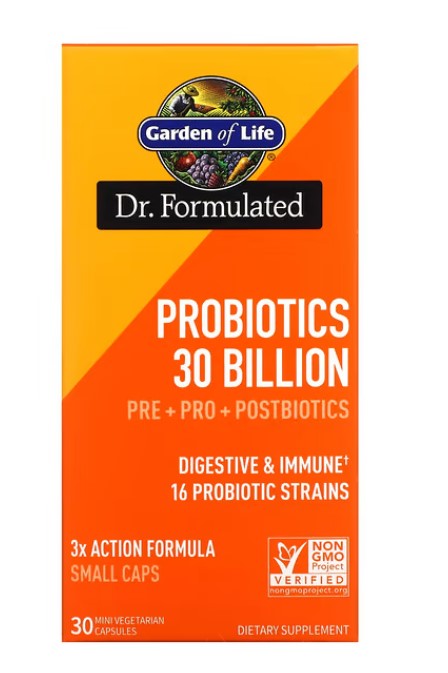 Garden of Life®
Dr. Formulated
PROBIOTICS
30 BILLION
PRE + PRO + POSTBIOTICS
DIGESTIVE & IMMUNE†
16 PROBIOTIC STRAINS
3x ACTION FORMULA
SMALL CAPS
NON
GMO
Project
VERIFIED
nongmoproject.org
30 MINI VEGETARIAN
CAPSULES
DIETARY SUPPLEMENT